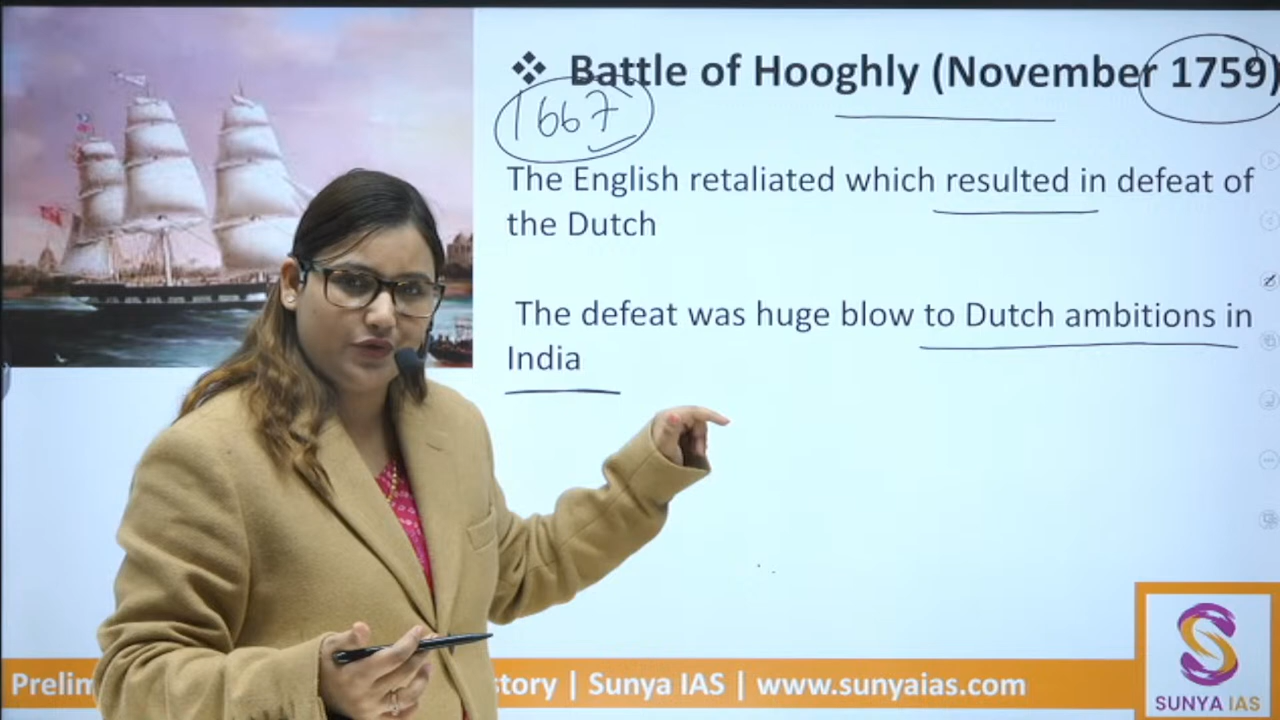 ❖ Battle of Hooghly (November 1759)
1667
The English retaliated which resulted in defeat of
the Dutch
The defeat was huge blow to Dutch ambitions in
India
Prelim
story | Sunya IAS | www.sunyaias.com
SUNYA IAS